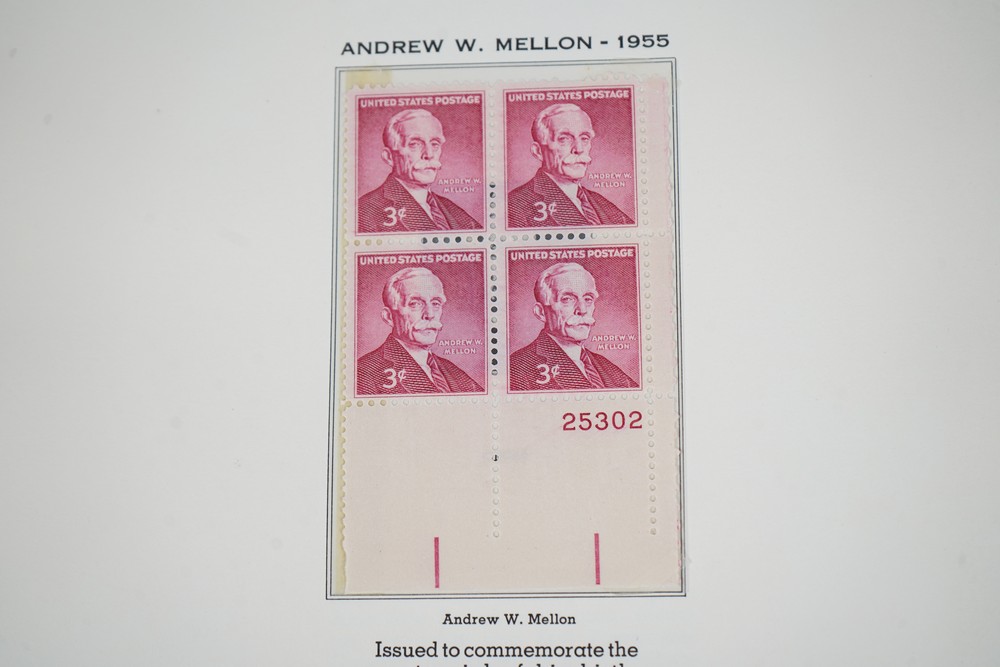 ANDREW W. MELLON - 1955
UNITED STATES POSTAGE
ANDREW W.
MELLON
3¢
UNITED STATES POSTAGE
ANDREW W.
MELLON
3¢
UNITED STATES POSTAGE
ANDREW W.
MELLON
3¢
UNITED STATES POSTAGE
ANDREW W.
MELLON
3¢
25302
Andrew W. Mellon
Issued to commemorate the